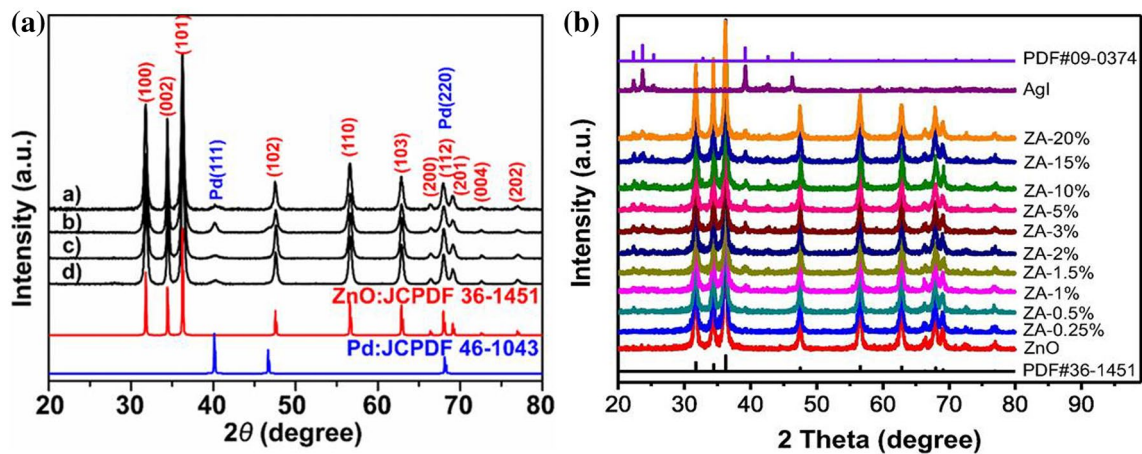 (a)
(101)
(100)
(002)
Pd(111)
(102)
(110)
(103)
(200)
Pd(220)
(112)
(201)
(004)
(202)
a)
b)
c)
d)
ZnO:JCPDF 36-1451
Pd:JCPDF 46-1043
Intensity (a.u.)
20 30 40 50 60 70 80
2θ (degree)
(b)
PDF#09-0374
AgI
ZA-20%
ZA-15%
ZA-10%
ZA-5%
ZA-3%
ZA-2%
ZA-1.5%
ZA-1%
ZA-0.5%
ZA-0.25%
ZnO
PDF#36-1451
Intensity (a.u.)
20 30 40 50 60 70 80 90
2 Theta (degree)